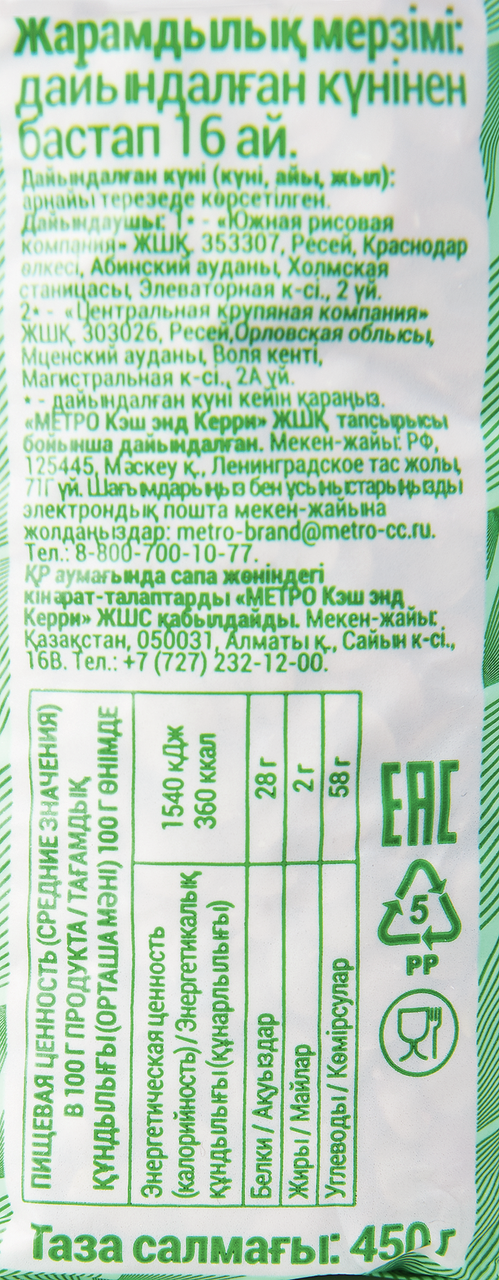 Жарамдылық мерзімі:
дайындалған күнінен
бастап 16 ай.
Дайындалған күні (күні, айы, жыл):
арнайы терезеде көрсетілген.
Дайындаушы: 1* - «Южная рисовая
компания» ЖШҚ, 353307, Ресей, Краснодар
өлкесі, Абинский ауданы, Холмская
станицасы, Элеваторная к-сі., 2 үй.
2* - «Центральная крупяная компания»
ЖШҚ, 303026, Ресей,Орловская облысы,
Мценский ауданы, Воля кенті,
Магистральная к-сі., 2А үй.
* - дайындалған күні кейін қараңыз.
«МЕТРО Кэш энд Керри» ЖШҚ тапсырысы
бойынша дайындалған. Мекен-жайы: РФ,
125445, Мәскеу қ., Ленинградское тас жолы,
71Г үй. Шағымдарыңыз бен ұсыныстарыңызды
электрондық пошта мекен-жайына
жолдаңыздар: metro-brand@metro-cc.ru.
Тел.: 8-800-700-10-77.
ҚР аумағында сапа жөніндегі
кінәрат-талаптарды «МЕТРО Кэш энд
Керри» ЖШС қабылдайды. Мекен-жайы:
Қазақстан, 050031, Алматы қ., Сайын к-сі.,
16В. Тел.: +7 (727) 232-12-00.
ПИЩЕВАЯ ЦЕННОСТЬ (СРЕДНИЕ ЗНАЧЕНИЯ)
В 100 Г ПРОДУКТА / ТАҒАМДЫҚ
ҚҰНДЫЛЫҒЫ (ОРТАША МӘНІ) 100 Г ӨНІМДЕ
Энергетическая ценность
(калорийность) / Энергетикалық
құндылығы (құнарлылығы)
1540 кДж
360 ккал
Белки / Ақуыздар 28 г
Жиры / Майлар 2 г
Углеводы / Көмірсулар 58 г
EAC
5
PP
Таза салмағы: 450 г